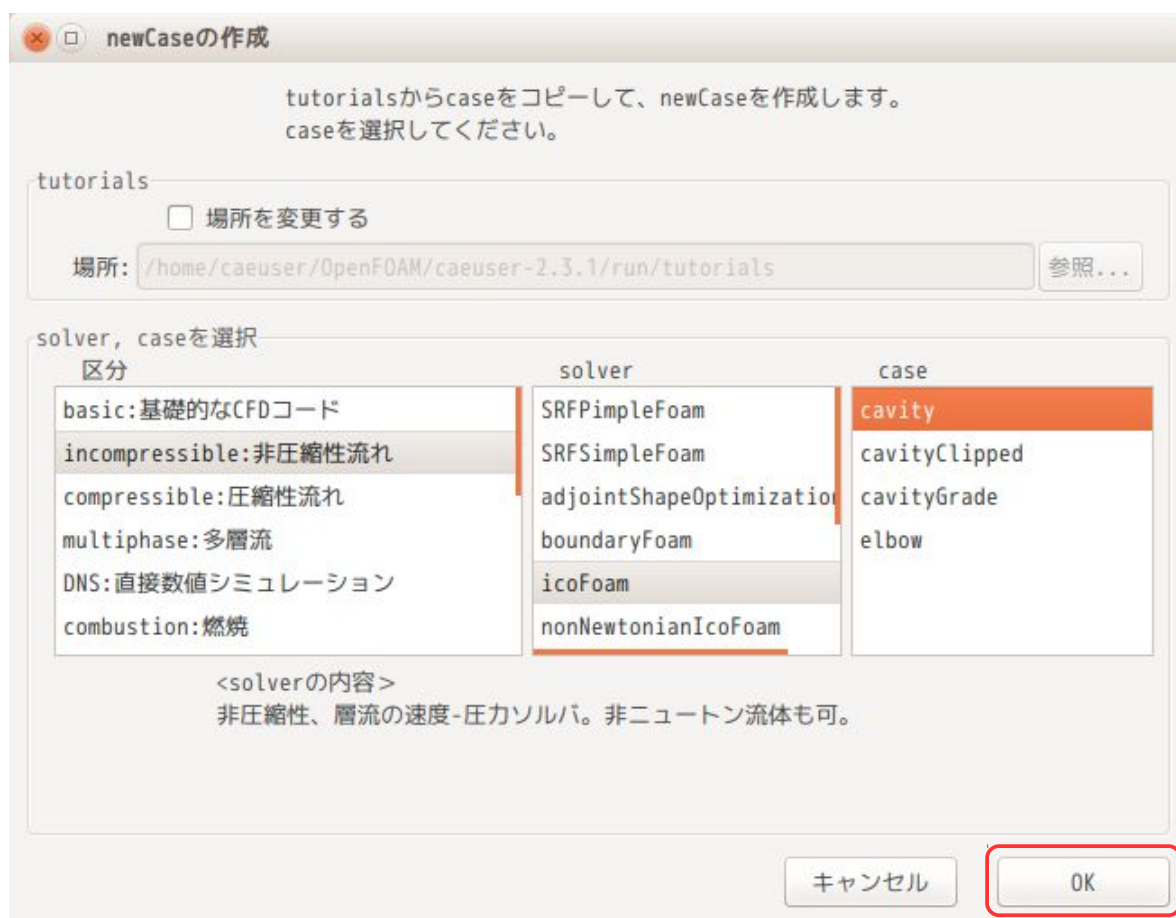 newCaseの作成
tutorialsからcaseをコピーして、newCaseを作成します。
caseを選択してください。
tutorials
場所を変更する
場所: /home/caeuser/OpenFOAM/caeuser-2.3.1/run/tutorials 参照...
solver, caseを選択
区分 solver case
basic:基礎的なCFDコード SRFPimpleFoam cavity
incompressible:非圧縮性流れ SRFSimpleFoam cavityClipped
compressible:圧縮性流れ adjointShapeOptimization cavityGrade
multiphase:多層流 boundaryFoam elbow
DNS:直接数値シミュレーション icoFoam
combustion:燃焼 nonNewtonianIcoFoam
<solverの内容>
非圧縮性、層流の速度-圧力ソルバ。非ニュートン流体も可。
キャンセル OK